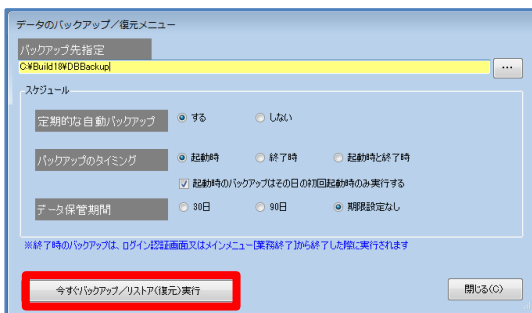 データのバックアップ／復元メニュー
バックアップ先指定
C:¥Build18¥DBBackup
...
スケジュール
定期的な自動バックアップ する しない
バックアップのタイミング 起動時 終了時 起動時と終了時
起動時のバックアップはその日の初回起動時のみ実行する
データ保管期間 30日 90日 期限設定なし
※終了時のバックアップは、ログイン認証画面又はメインメニュー[業務終了]から終了した際に実行されます
今すぐバックアップ／リストア(復元)実行 閉じる(C)